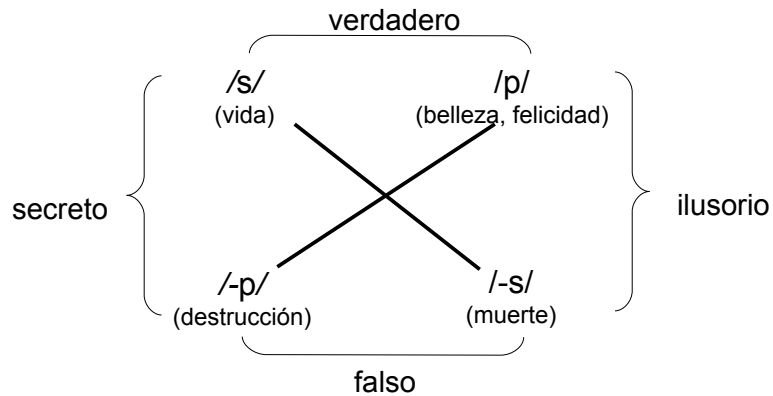 verdadero
/s/ /p/
(vida) (belleza, felicidad)
secreto ilusorio
/-p/ /-s/
(destrucción) (muerte)
falso